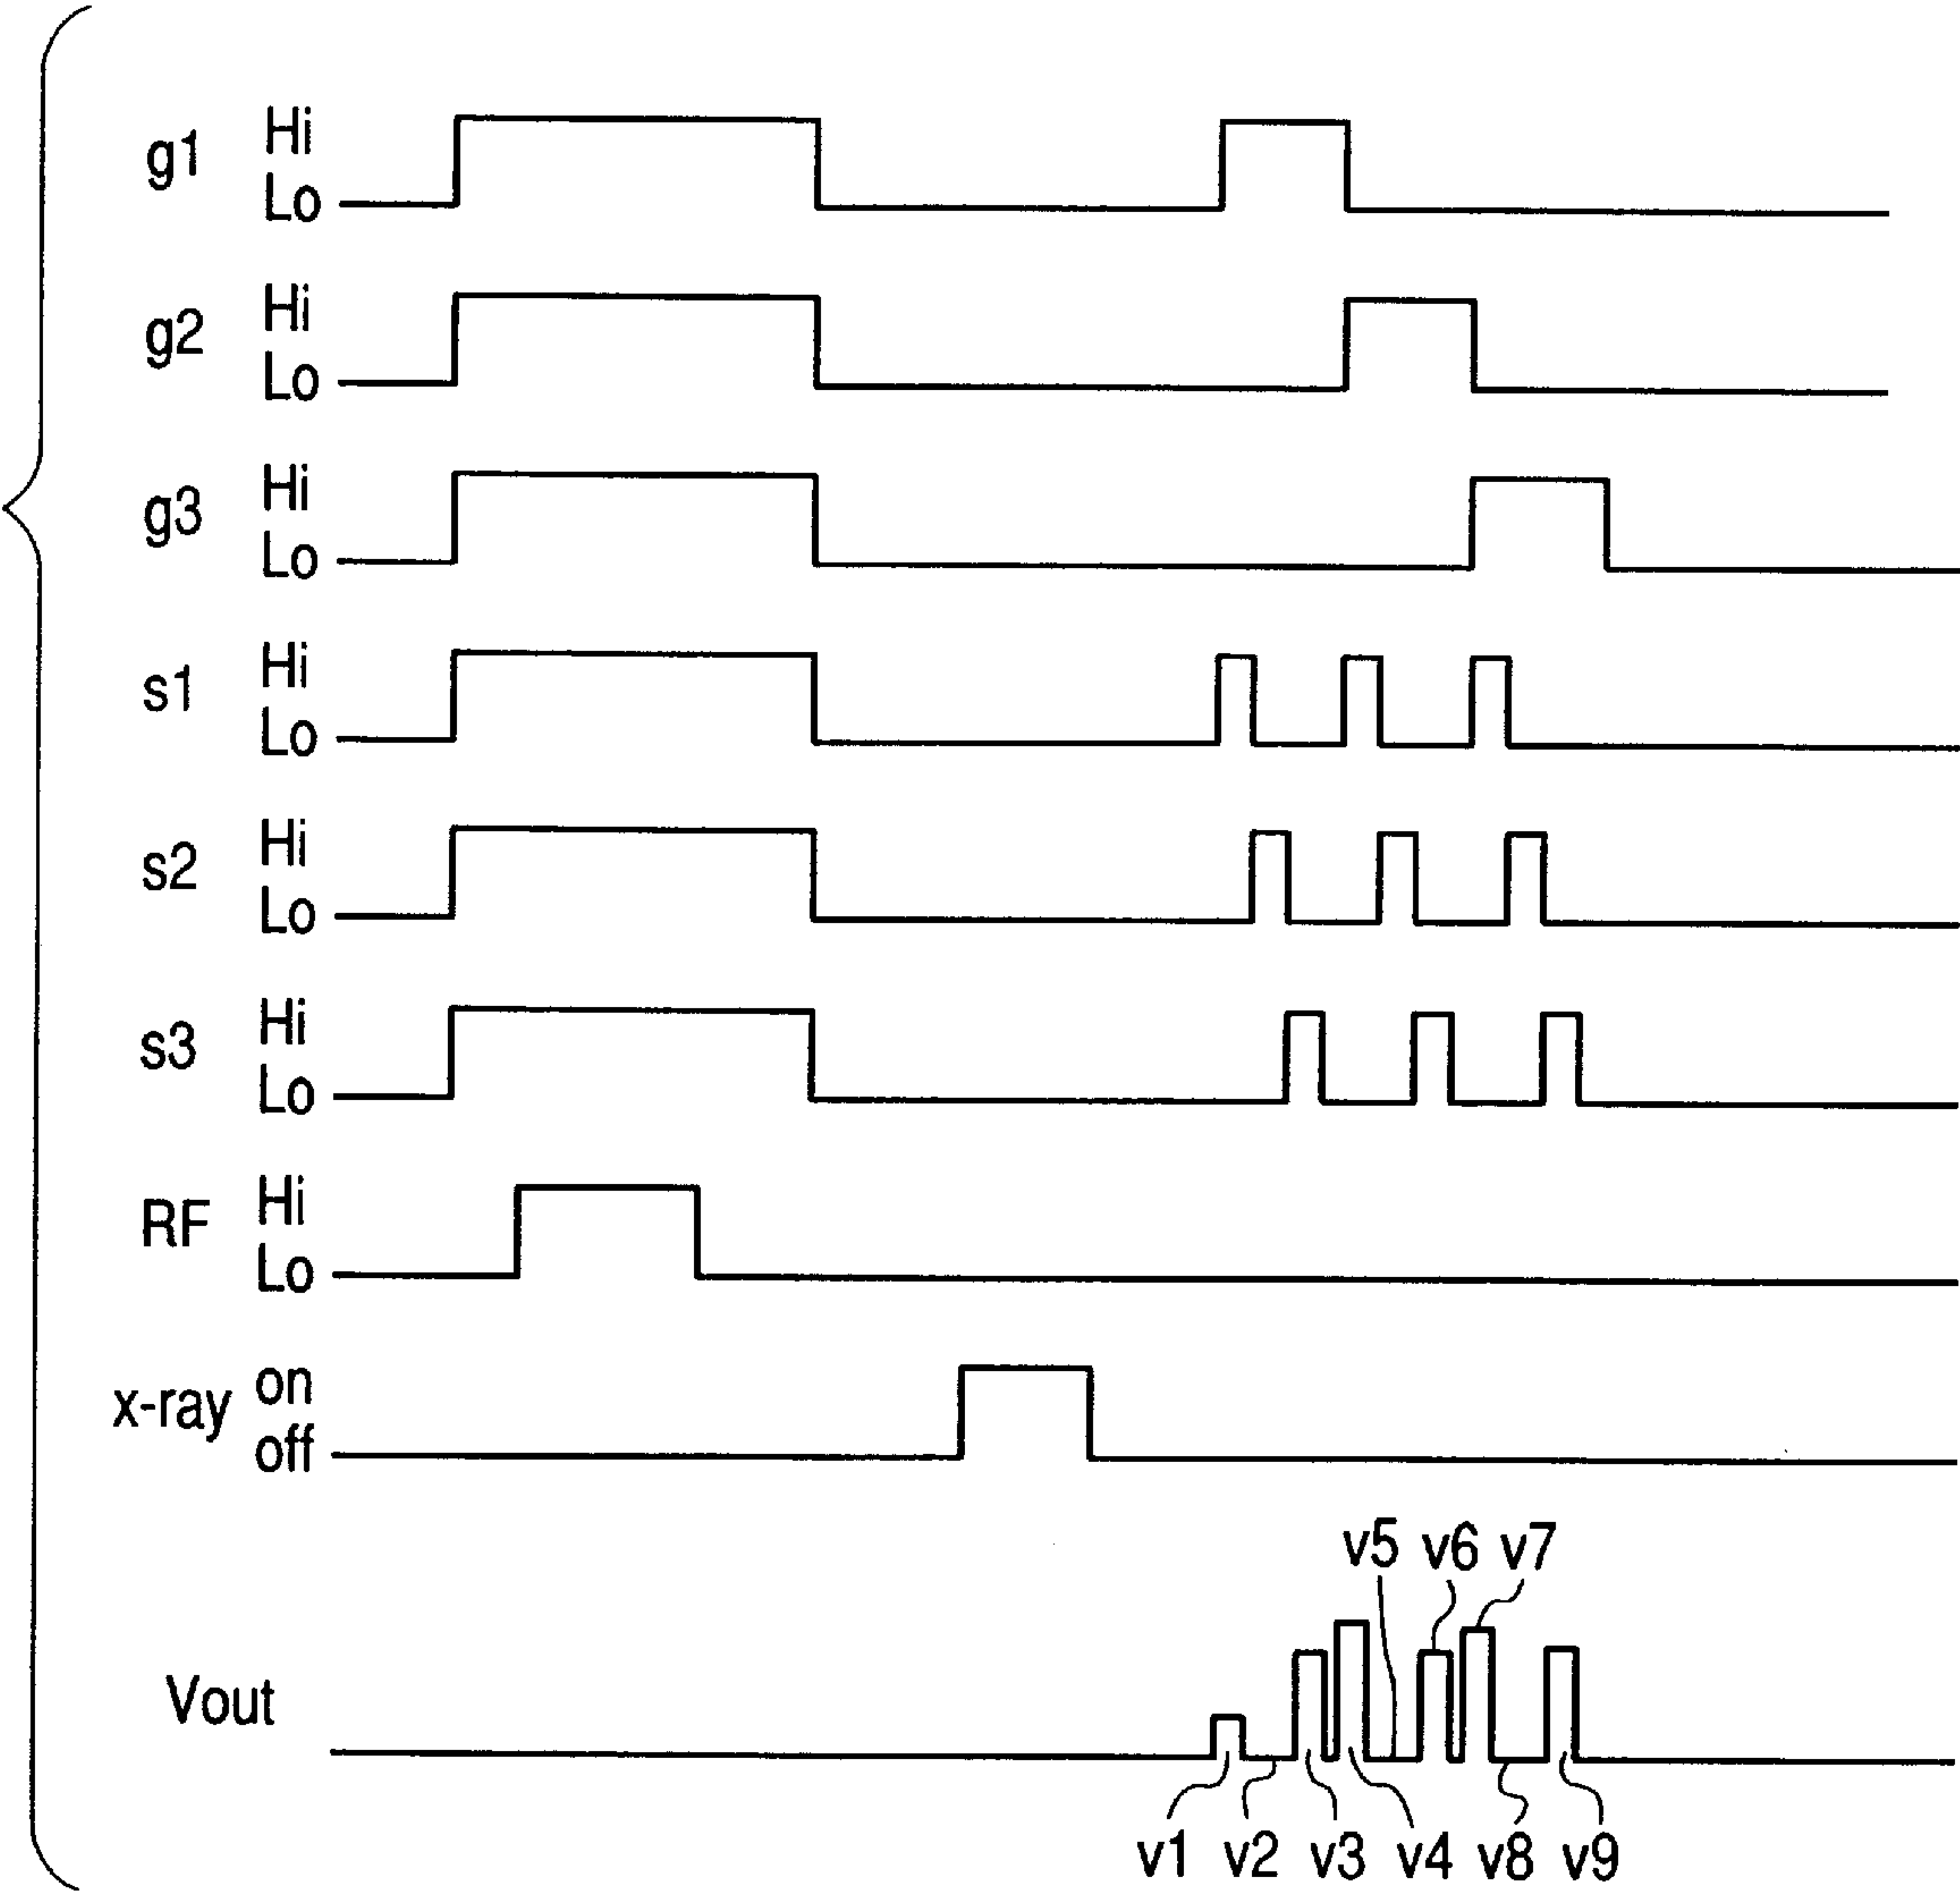 g1 Hi
Lo
g2 Hi
Lo
g3 Hi
Lo
s1 Hi
Lo
s2 Hi
Lo
s3 Hi
Lo
RF Hi
Lo
x-ray on
off
v5 v6 v7
Vout
v1 v2 v3 v4 v8 v9